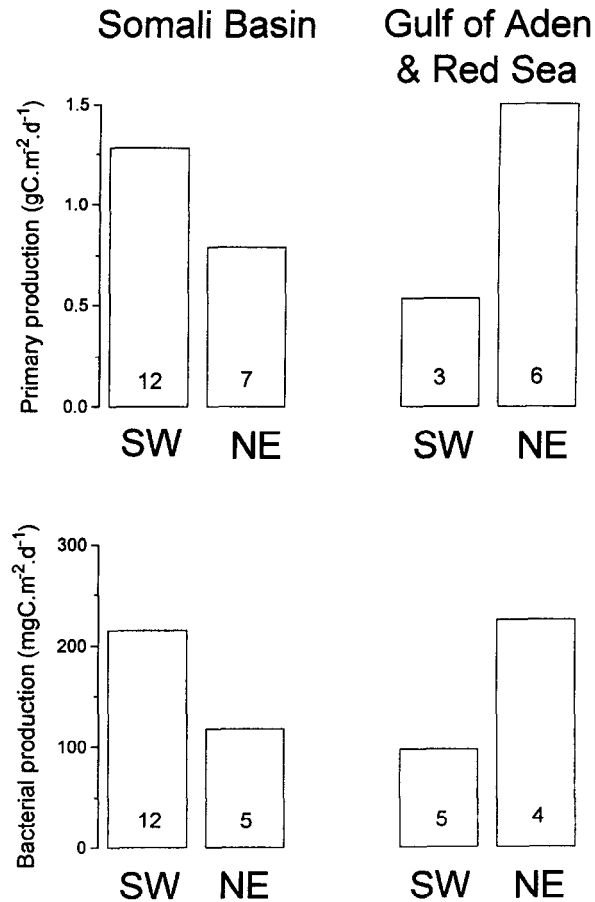 Somali Basin
Gulf of Aden
& Red Sea
Primary production (gC.m⁻².d⁻¹)
1.5
1.0
0.5
0.0
12
7
3
6
SW
NE
SW
NE
Bacterial production (mgC.m⁻².d⁻¹)
300
200
100
0
12
5
5
4
SW
NE
SW
NE